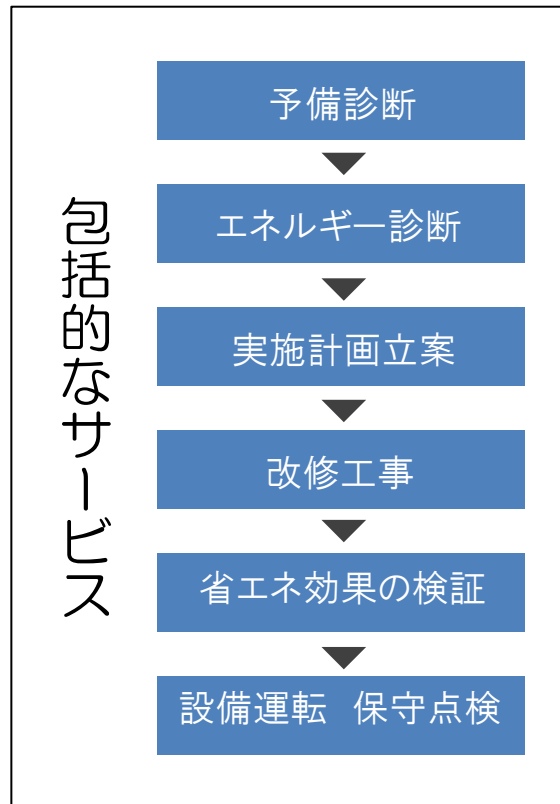 包括的なサービス
予備診断
エネルギー診断
実施計画立案
改修工事
省エネ効果の検証
設備運転　保守点検